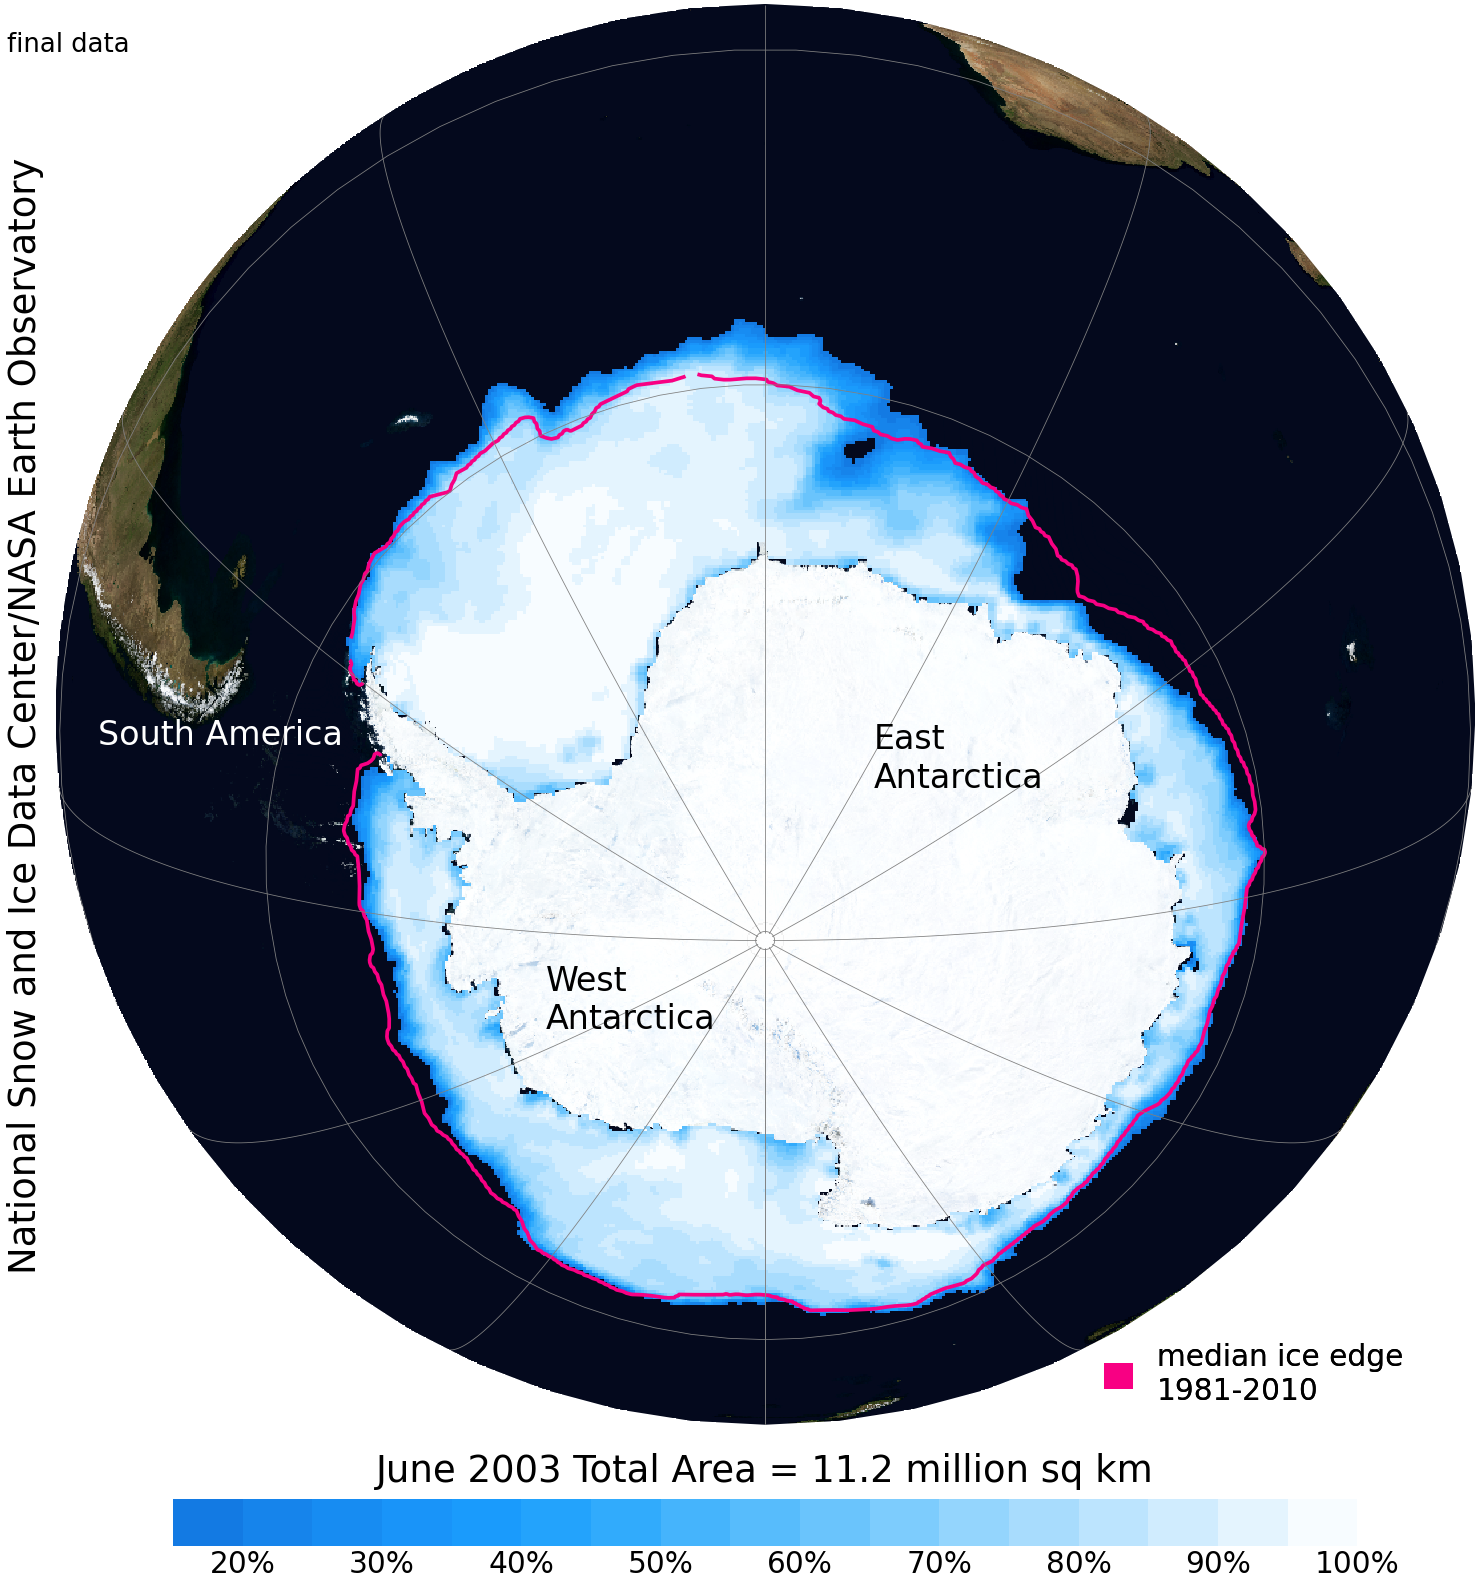 final data
National Snow and Ice Data Center/NASA Earth Observatory
South America
East
Antarctica
West
Antarctica
median ice edge
1981-2010
June 2003 Total Area = 11.2 million sq km
20% 30% 40% 50% 60% 70% 80% 90% 100%